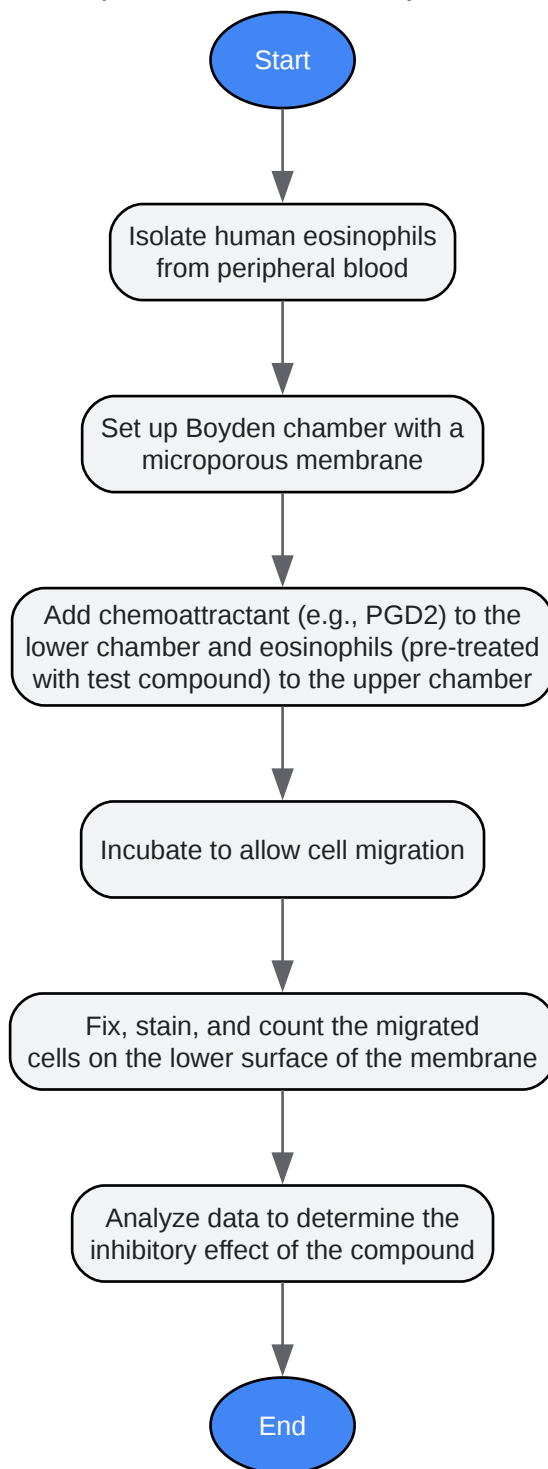 Start
Isolate human eosinophils
from peripheral blood
Set up Boyden chamber with a
microporous membrane
Add chemoattractant (e.g., PGD2) to the
lower chamber and eosinophils (pre-treated
with test compound) to the upper chamber
Incubate to allow cell migration
Fix, stain, and count the migrated
cells on the lower surface of the membrane
Analyze data to determine the
inhibitory effect of the compound
End